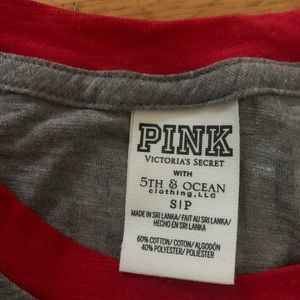 PINK
VICTORIA'S SECRET
WITH
5TH & OCEAN
clothing.LLC
S|P
MADE IN SRI LANKA/ FAIT AU SRI LANKA/
HECHO EN SRI LANKA
60% COTTON/ COTON/ ALGODÓN
40% POLYESTER/ POLIÉSTER